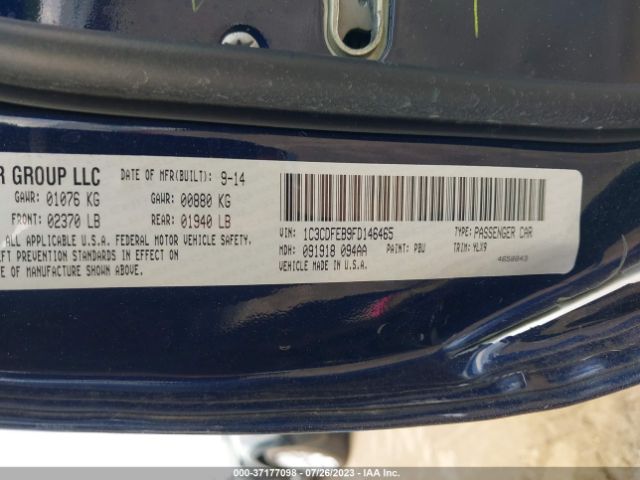 R GROUP LLC DATE OF MFR(BUILT): 9-14
GAWR: 01076 KG GAWR: 00880 KG
FRONT: 02370 LB REAR: 01940 LB
ALL APPLICABLE U.S.A. FEDERAL MOTOR VEHICLE SAFETY,
EFT PREVENTION STANDARDS IN EFFECT ON
TE OF MANUFACTURE SHOWN ABOVE.
VIN: 1C3CDFEB9FD146465 TYPE: PASSENGER CAR
MDH: 091918 094AA PAINT: PBU TRIM: YLX9
VEHICLE MADE IN U.S.A. 4650043
000-37177098 - 07/26/2023 - IAA Inc.